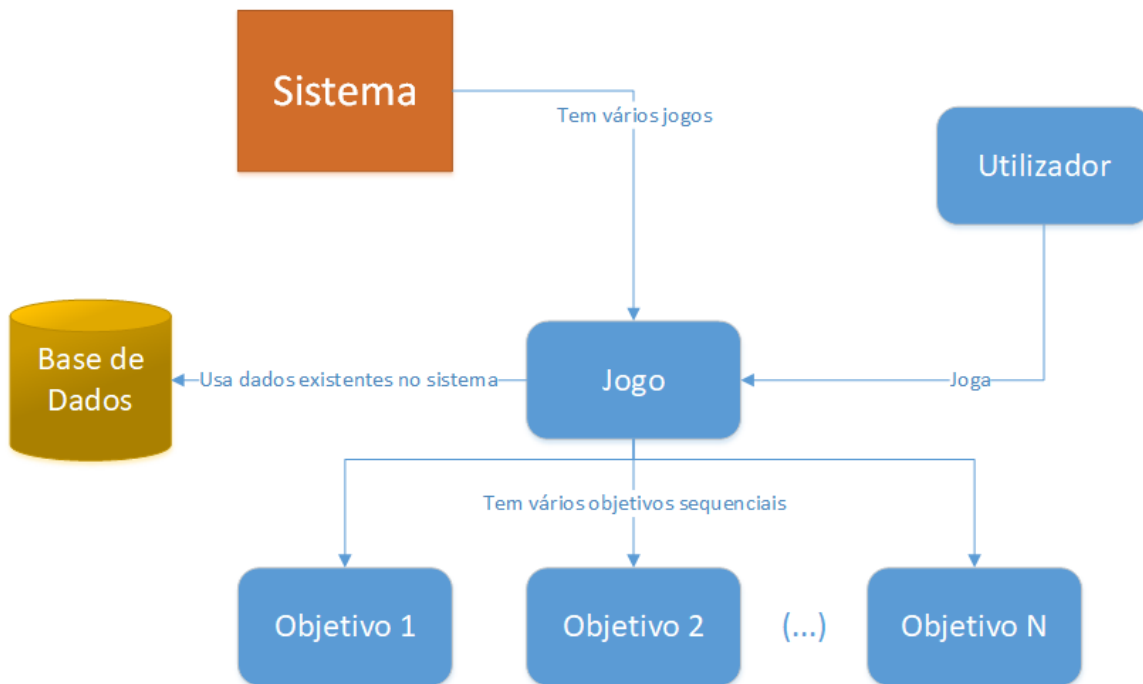 Sistema
Tem vários jogos
Utilizador
Base de
Dados
Usa dados existentes no sistema
Jogo
Joga
Tem vários objetivos sequenciais
Objetivo 1
Objetivo 2
(...)
Objetivo N